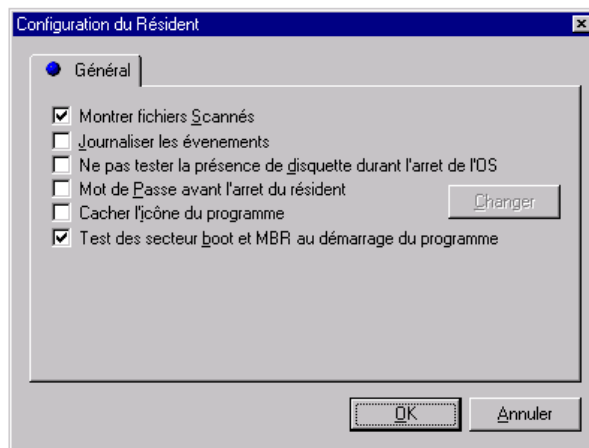 Configuration du Résident
Général
Montrer fichiers Scannés
Journaliser les évenements
Ne pas tester la présence de disquette durant l'arret de l'OS
Mot de Passe avant l'arret du résident
Changer
Cacher l'icône du programme
Test des secteur boot et MBR au démarrage du programme
OK
Annuler